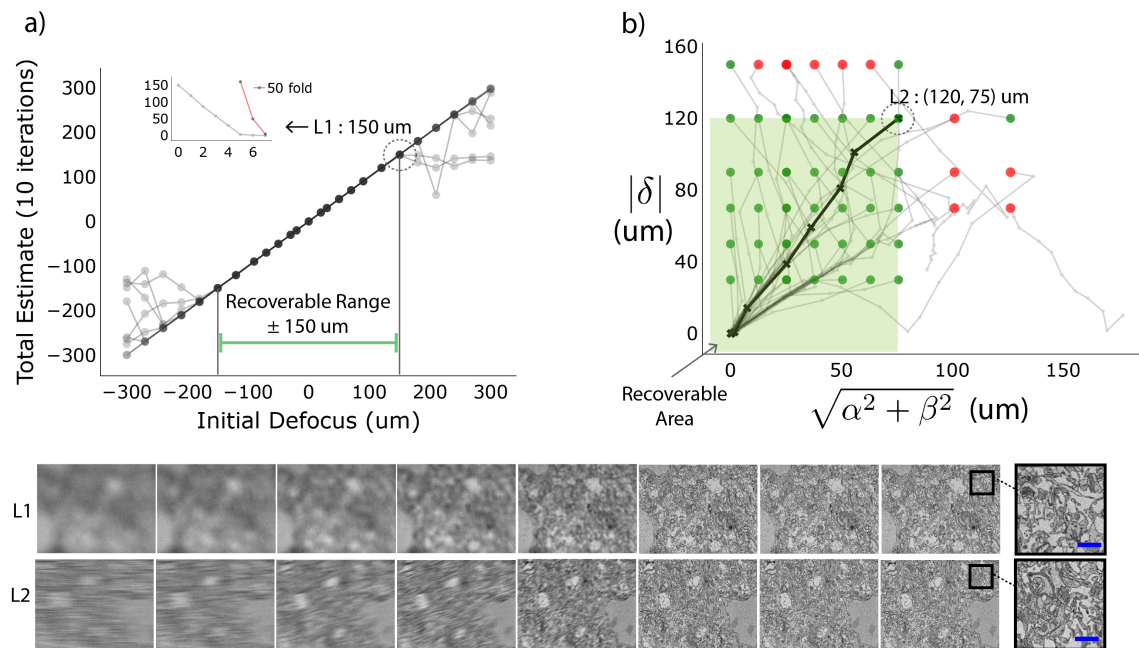 a)
Total Estimate (10 iterations)
300
200
100
0
−100
−200
−300
150
100
50
0
0 2 4 6
50 fold
L1 : 150 um
Recoverable Range
± 150 um
−300 −200 −100 0 100 200 300
Initial Defocus (um)
b)
160
120
80
40
0
|δ|
(um)
L2 : (120, 75) um
0 50 100 150
√α² + β² (um)
Recoverable
Area
L1
L2